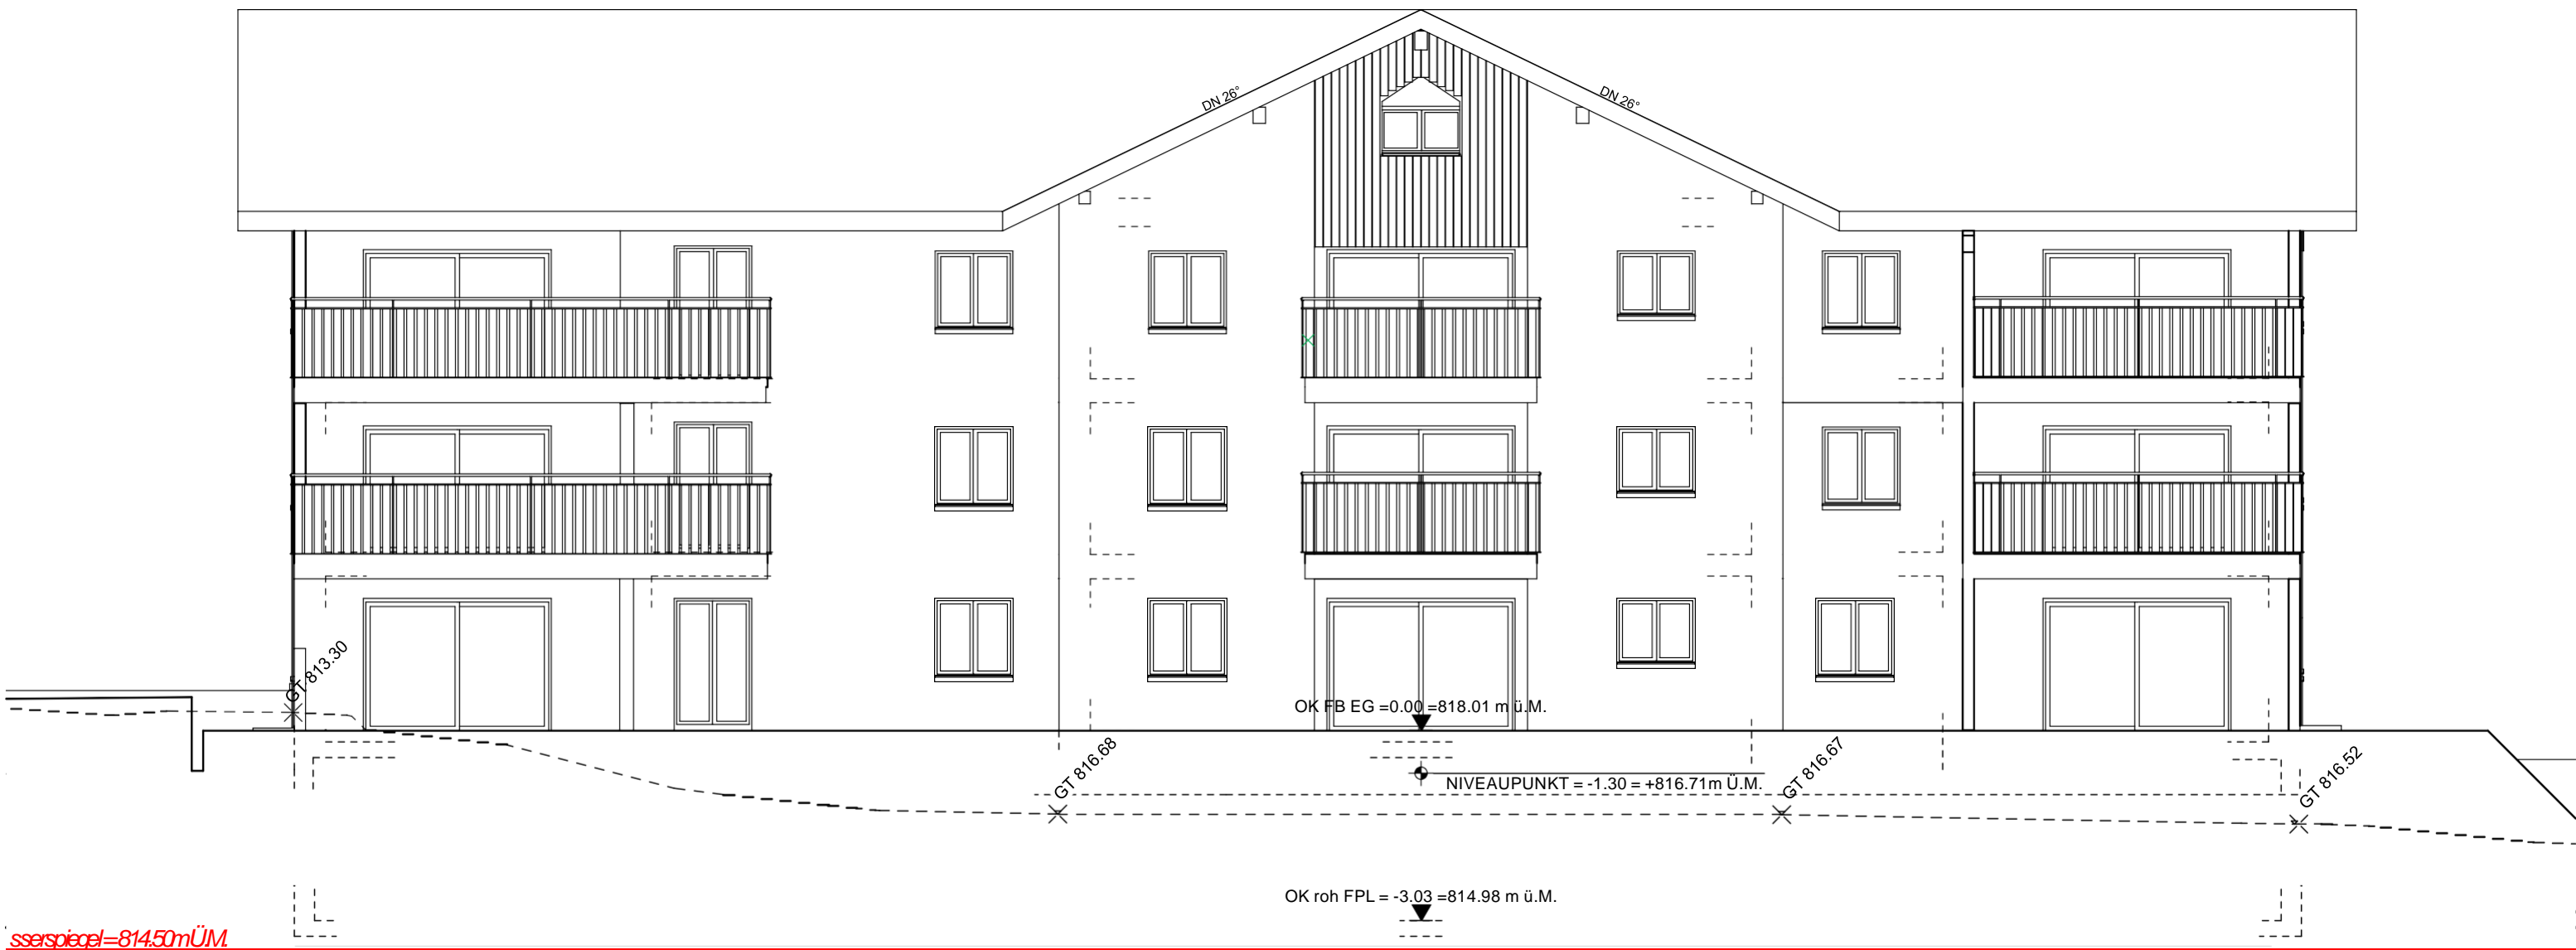 DN 26°
DN 26°
GT 813.30
OK FB EG =0.00 =818.01 m ü.M.
GT 816.68
NIVEAUPUNKT = -1.30 = +816.71m Ü.M.
GT 816.67
GT 816.52
OK roh FPL = -3.03 =814.98 m ü.M.
sserspiegel=814.50mÜ.M.